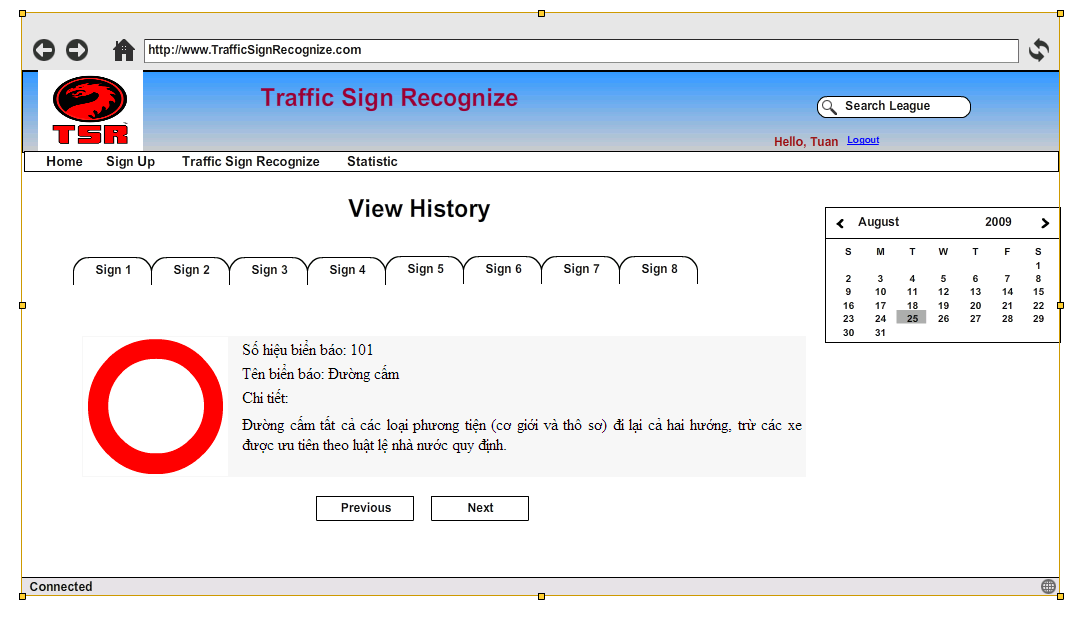 http://www.TrafficSignRecognize.com
TSR
Traffic Sign Recognize
Search League
Hello, Tuan Logout
Home Sign Up Traffic Sign Recognize Statistic
View History
Sign 1 Sign 2 Sign 3 Sign 4 Sign 5 Sign 6 Sign 7 Sign 8
August 2009
S M T W T F S
1
2 3 4 5 6 7 8
9 10 11 12 13 14 15
16 17 18 19 20 21 22
23 24 25 26 27 28 29
30 31
Số hiệu biển báo: 101
Tên biển báo: Đường cấm
Chi tiết:
Đường cấm tất cả các loại phương tiện (cơ giới và thô sơ) đi lại cả hai hướng, trừ các xe
được ưu tiên theo luật lệ nhà nước quy định.
Previous Next
Connected